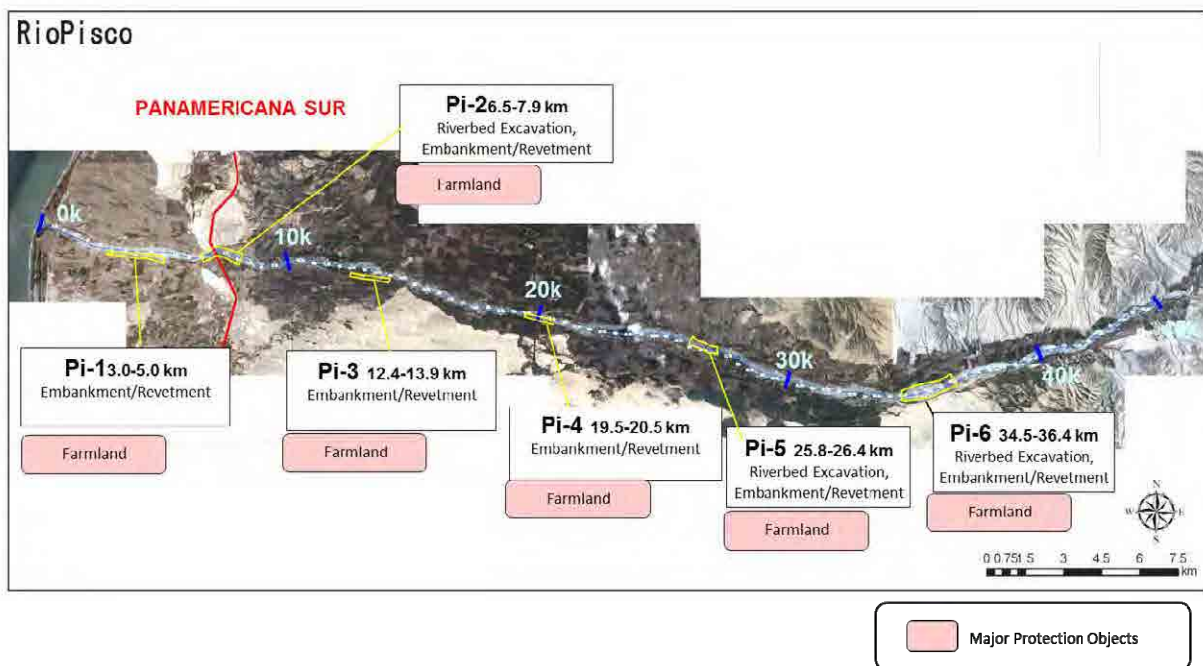 RioPisco
PANAMERICANA SUR
Pi-2 6.5-7.9 km
Riverbed Excavation,
Embankment/Revetment
Farmland
0k
10k
20k
30k
40k
Pi-1 3.0-5.0 km
Embankment/Revetment
Farmland
Pi-3 12.4-13.9 km
Embankment/Revetment
Farmland
Pi-4 19.5-20.5 km
Embankment/Revetment
Farmland
Pi-5 25.8-26.4 km
Riverbed Excavation,
Embankment/Revetment
Farmland
Pi-6 34.5-36.4 km
Riverbed Excavation,
Embankment/Revetment
Farmland
N
W E
S
0 0.75 1.5 3 4.5 6 7.5
km
Major Protection Objects